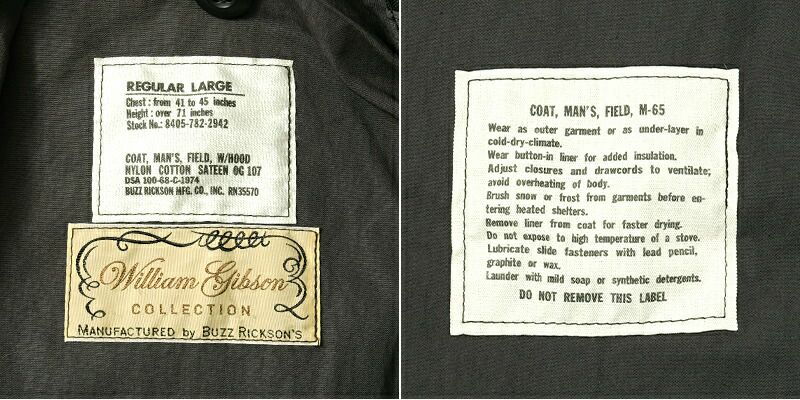 REGULAR LARGE
Chest: from 41 to 45 inches
Height: over 71 inches
Stock No.: 8405-782-2942
COAT, MAN'S, FIELD, W/HOOD
NYLON COTTON SATEEN OG 107
DSA 100-68-C-1974
BUZZ RICKSON MFG. CO., INC. RN35570
William Gibson
COLLECTION
MANUFACTURED by BUZZ RICKSON'S
COAT, MAN'S, FIELD, M-65
Wear as outer garment or as under-layer in
cold-dry-climate.
Wear button-in liner for added insulation.
Adjust closures and drawcords to ventilate;
avoid overheating of body.
Brush snow or frost from garments before en-
tering heated shelters.
Remove liner from coat for faster drying.
Do not expose to high temperature of a stove.
Lubricate slide fasteners with lead pencil,
graphite or wax.
Launder with mild soap or synthetic detergents.
DO NOT REMOVE THIS LABEL